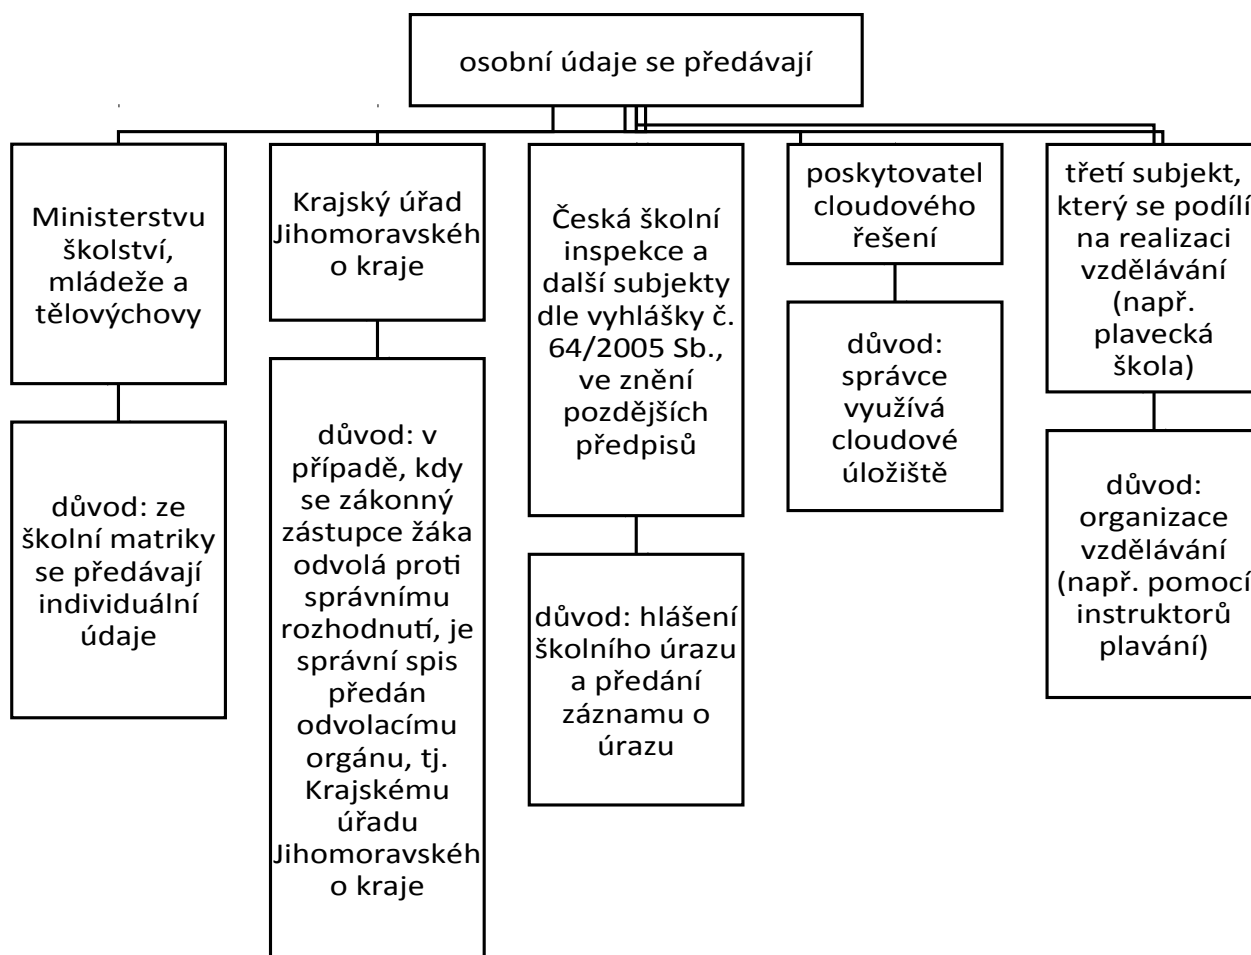 osobní údaje se předávají
Ministerstvu
školství,
mládeže a
tělovýchovy
důvod: ze
školní matriky
se předávají
individuální
údaje
Krajský úřad
Jihomoravskéh
o kraje
důvod: v
případě, kdy
se zákonný
zástupce žáka
odvolá proti
správnímu
rozhodnutí, je
správní spis
předán
odvolacímu
orgánu, tj.
Krajskému
úřadu
Jihomoravskéh
o kraje
Česká školní
inspekce a
další subjekty
dle vyhlášky č.
64/2005 Sb.,
ve znění
pozdějších
předpisů
důvod: hlášení
školního úrazu
a předání
záznamu o
úrazu
poskytovatel
cloudového
řešení
důvod:
správce
využívá
cloudové
úložiště
třetí subjekt,
který se podílí
na realizaci
vzdělávání
(např.
plavecká
škola)
důvod:
organizace
vzdělávání
(např. pomocí
instruktorů
plavání)